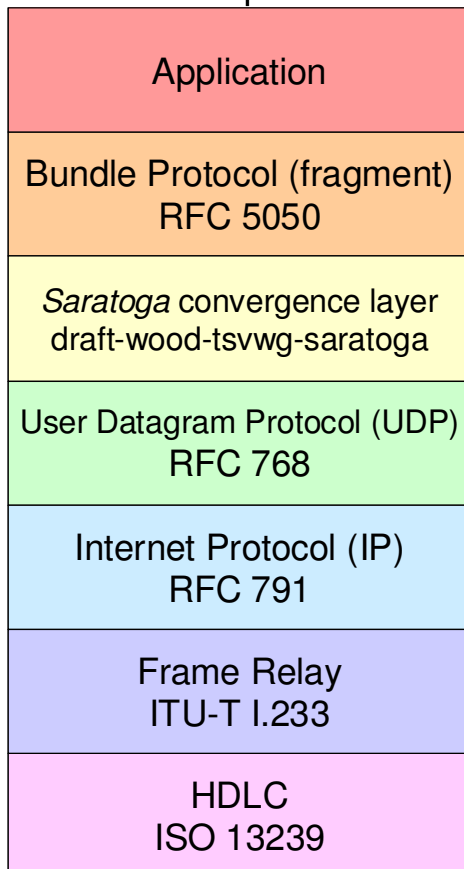 Application
Bundle Protocol (fragment)
RFC 5050
Saratoga convergence layer
draft-wood-tsvwg-saratoga
User Datagram Protocol (UDP)
RFC 768
Internet Protocol (IP)
RFC 791
Frame Relay
ITU-T I.233
HDLC
ISO 13239